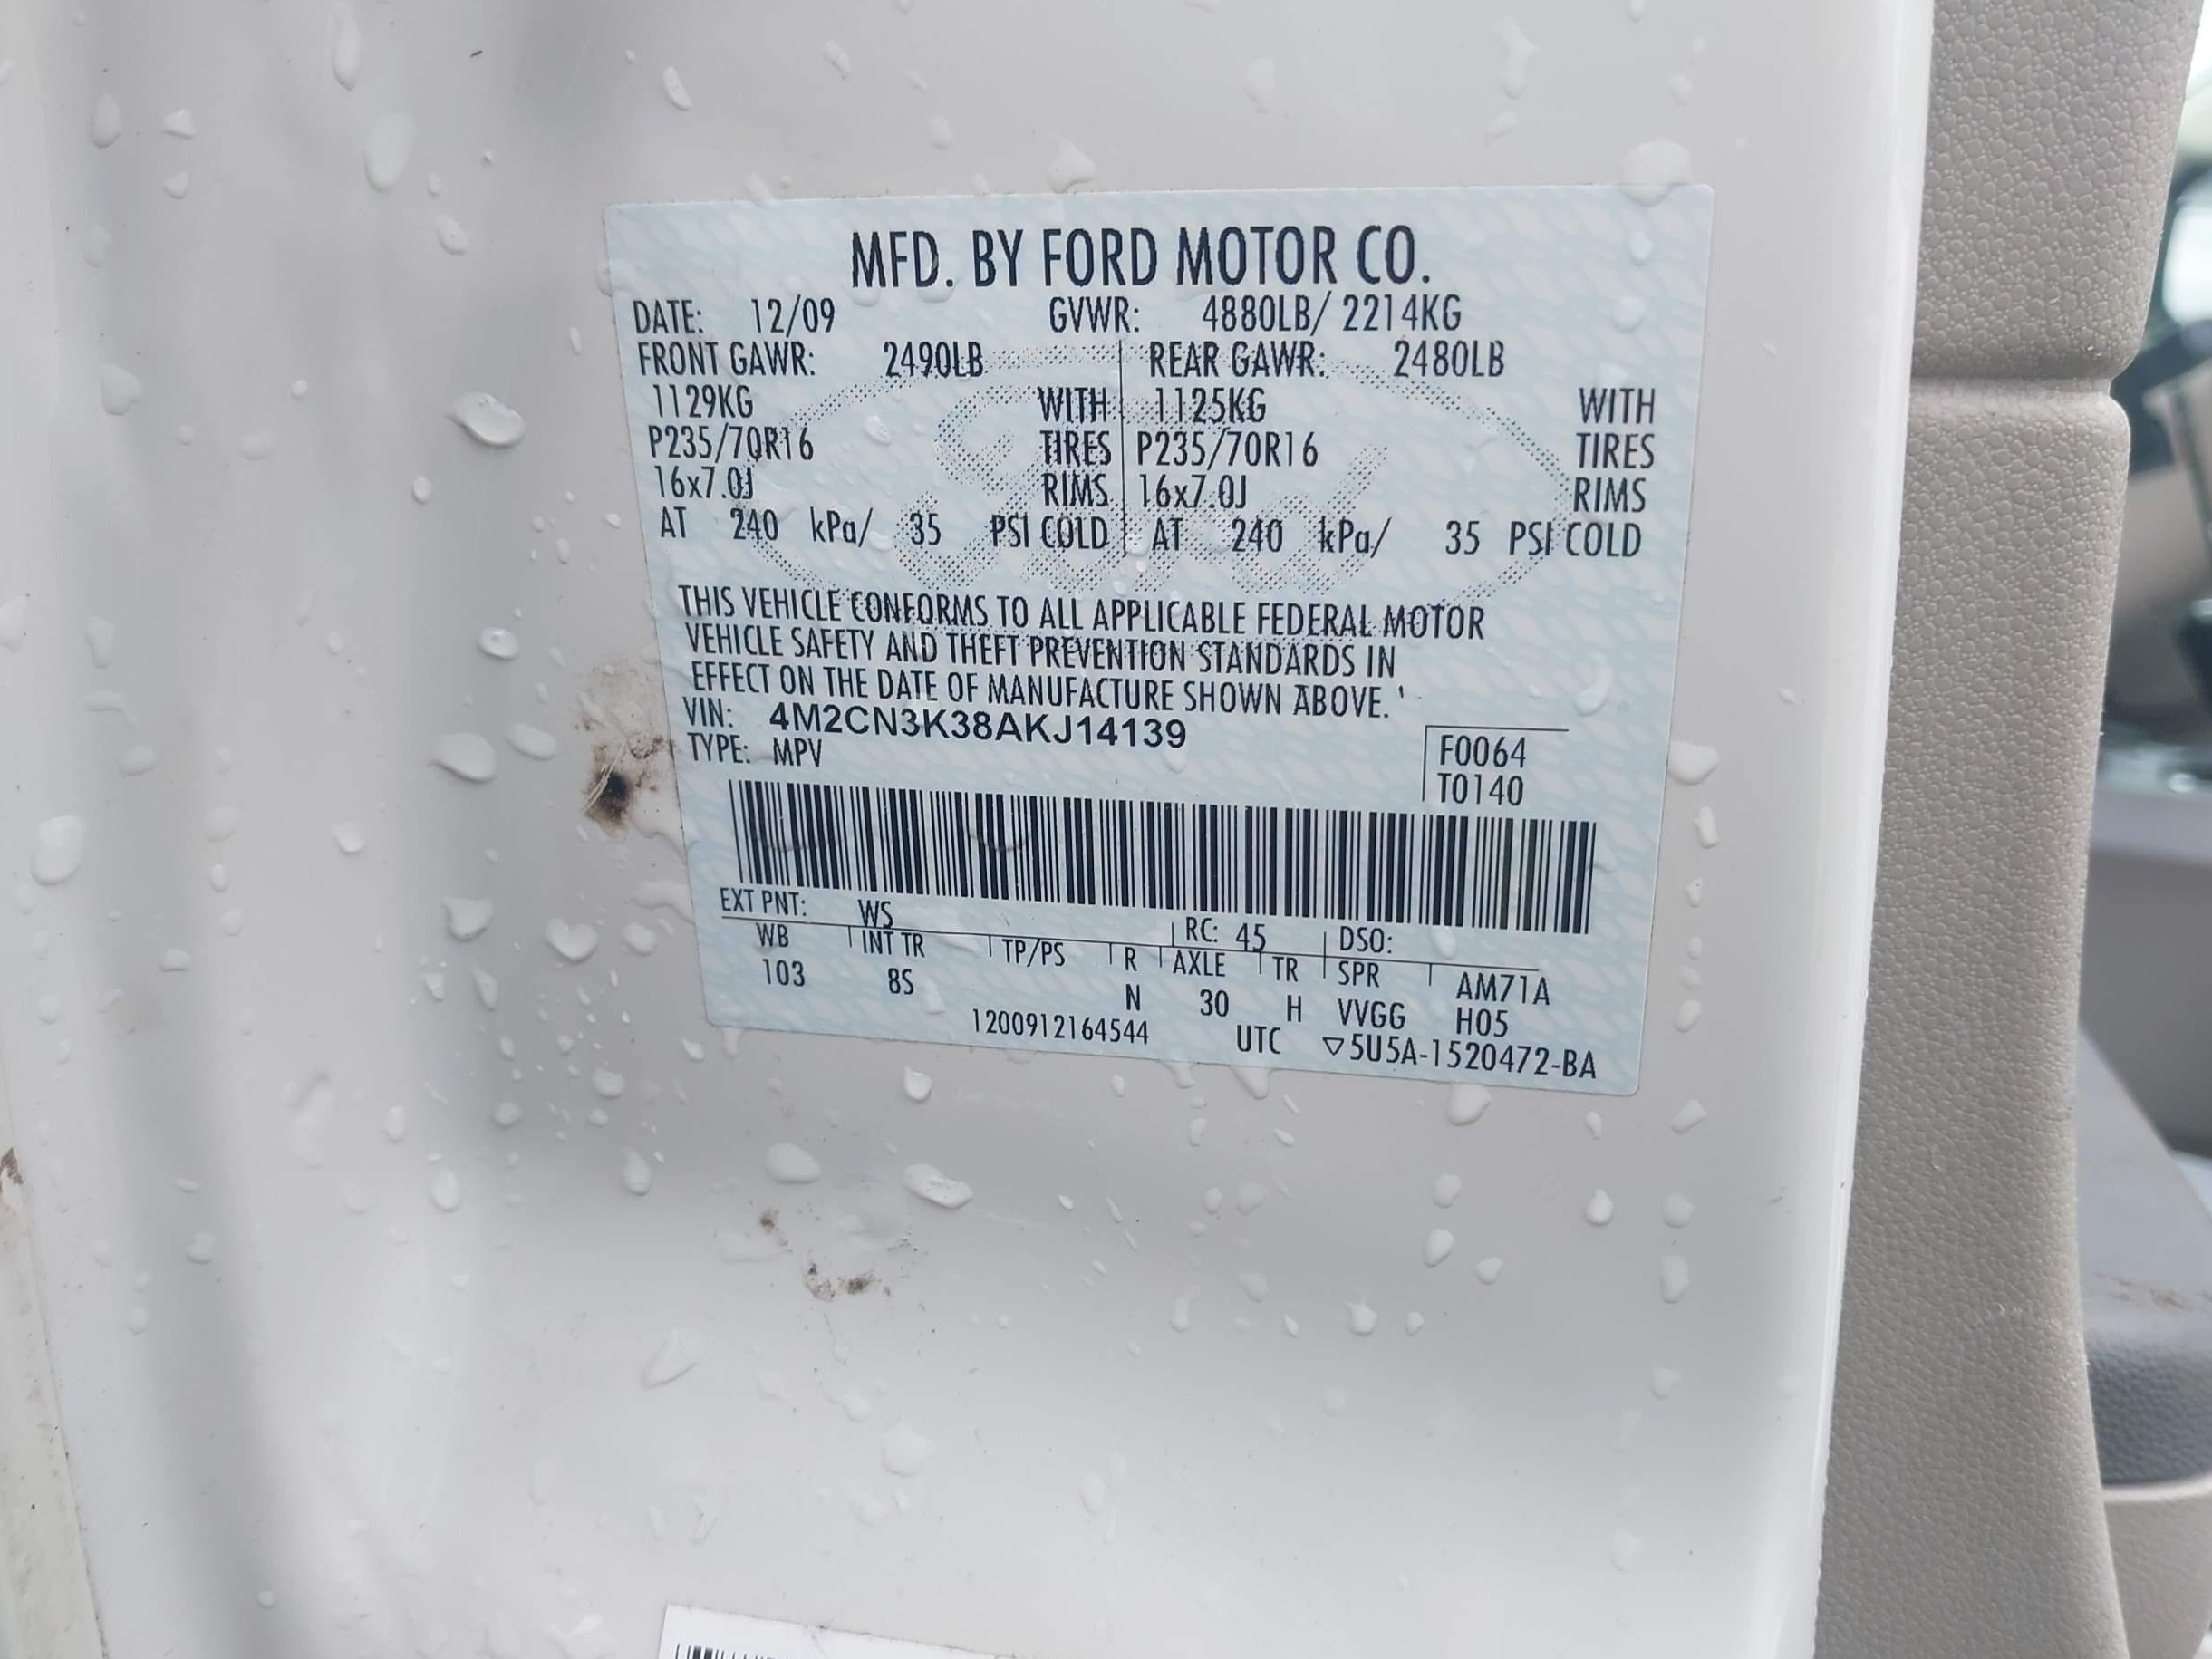 MFD. BY FORD MOTOR CO.
DATE: 12/09 GVWR: 4880LB/ 2214KG
FRONT GAWR: 2490LB REAR GAWR: 2480LB
1129KG WITH 1125KG WITH
P235/70R16 TIRES P235/70R16 TIRES
16x7.0J RIMS 16x7.0J RIMS
AT 240 kPa/ 35 PSI COLD AT 240 kPa/ 35 PSI COLD
THIS VEHICLE CONFORMS TO ALL APPLICABLE FEDERAL MOTOR
VEHICLE SAFETY AND THEFT PREVENTION STANDARDS IN
EFFECT ON THE DATE OF MANUFACTURE SHOWN ABOVE.
VIN: 4M2CN3K38AKJ14139
TYPE: MPV F0064
T0140
EXT PNT: WS RC: 45 DSO:
WB INT TR TP/PS R AXLE TR SPR AM71A
103 8S N 30 H VVGG H05
1200912164544 UTC ▽5U5A-1520472-BA